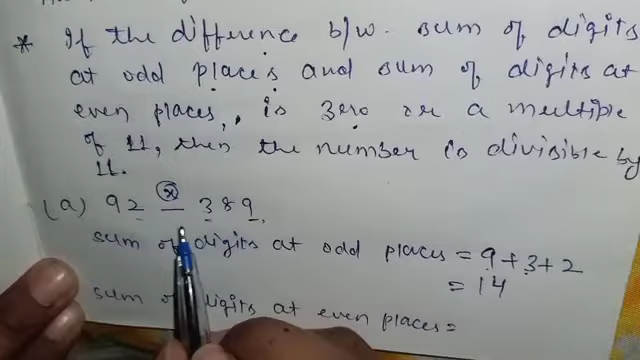 * If the difference b/w. sum of digits
at odd places and sum of digits at
even places, is zero or a multiple
of 11, then the number is divisible by
11.
(a) 92 _ 389.
x
sum of digits at odd places = 9+3+2
= 14
sum of digits at even places =